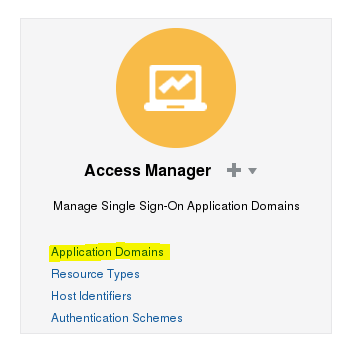 Access Manager
Manage Single Sign-On Application Domains
Application Domains
Resource Types
Host Identifiers
Authentication Schemes